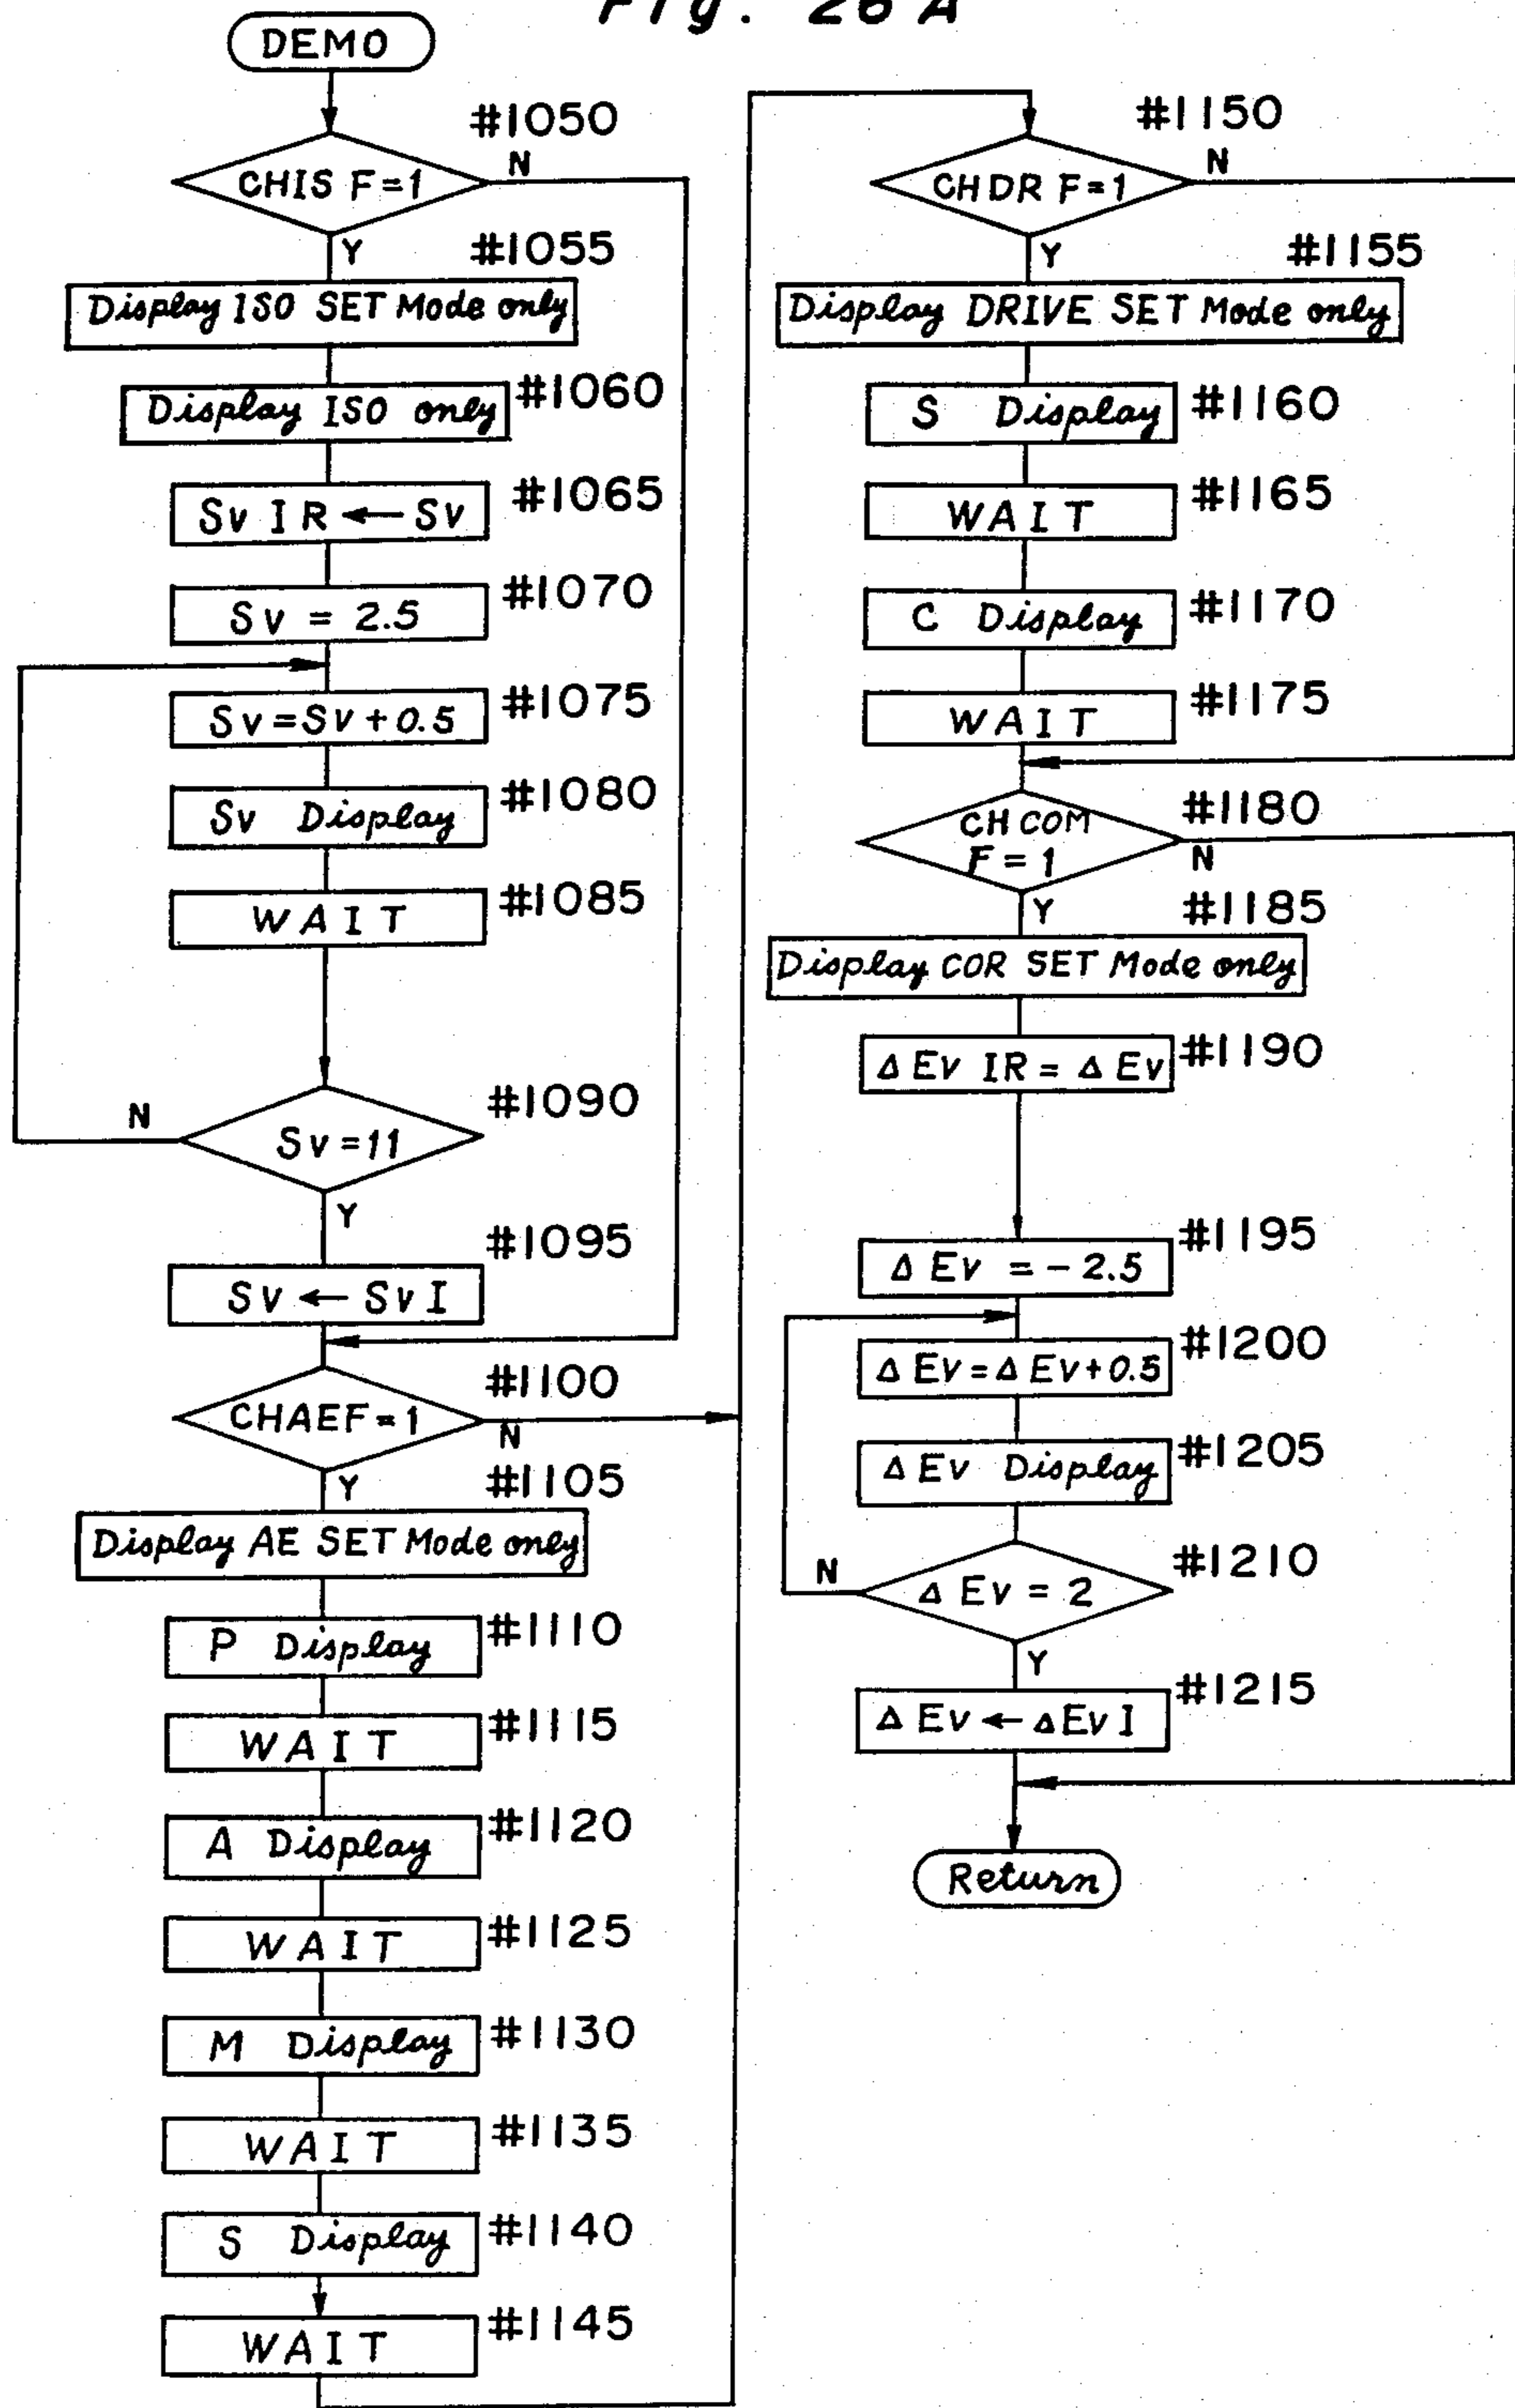 Fig. 26A
DEMO
#1050
CHIS F=1
N
Y
#1055
Display ISO SET Mode only
Display ISO only
#1060
Sv IR ← Sv
#1065
Sv = 2.5
#1070
Sv=Sv+0.5
#1075
Sv Display
#1080
WAIT
#1085
N
Sv=11
#1090
Y
#1095
Sv ← SvI
#1100
CHAEF=1
N
Y
#1105
Display AE SET Mode only
P Display
#1110
WAIT
#1115
A Display
#1120
WAIT
#1125
M Display
#1130
WAIT
#1135
S Display
#1140
WAIT
#1145
#1150
CHDR F=1
N
Y
#1155
Display DRIVE SET Mode only
S Display
#1160
WAIT
#1165
C Display
#1170
WAIT
#1175
#1180
CH COM
F=1
N
Y
#1185
Display COR SET Mode only
Δ Ev IR = Δ Ev
#1190
Δ Ev = -2.5
#1195
Δ Ev=Δ Ev+0.5
#1200
Δ Ev Display
#1205
N
Δ Ev = 2
#1210
Y
Δ Ev ← ΔEv I
#1215
Return